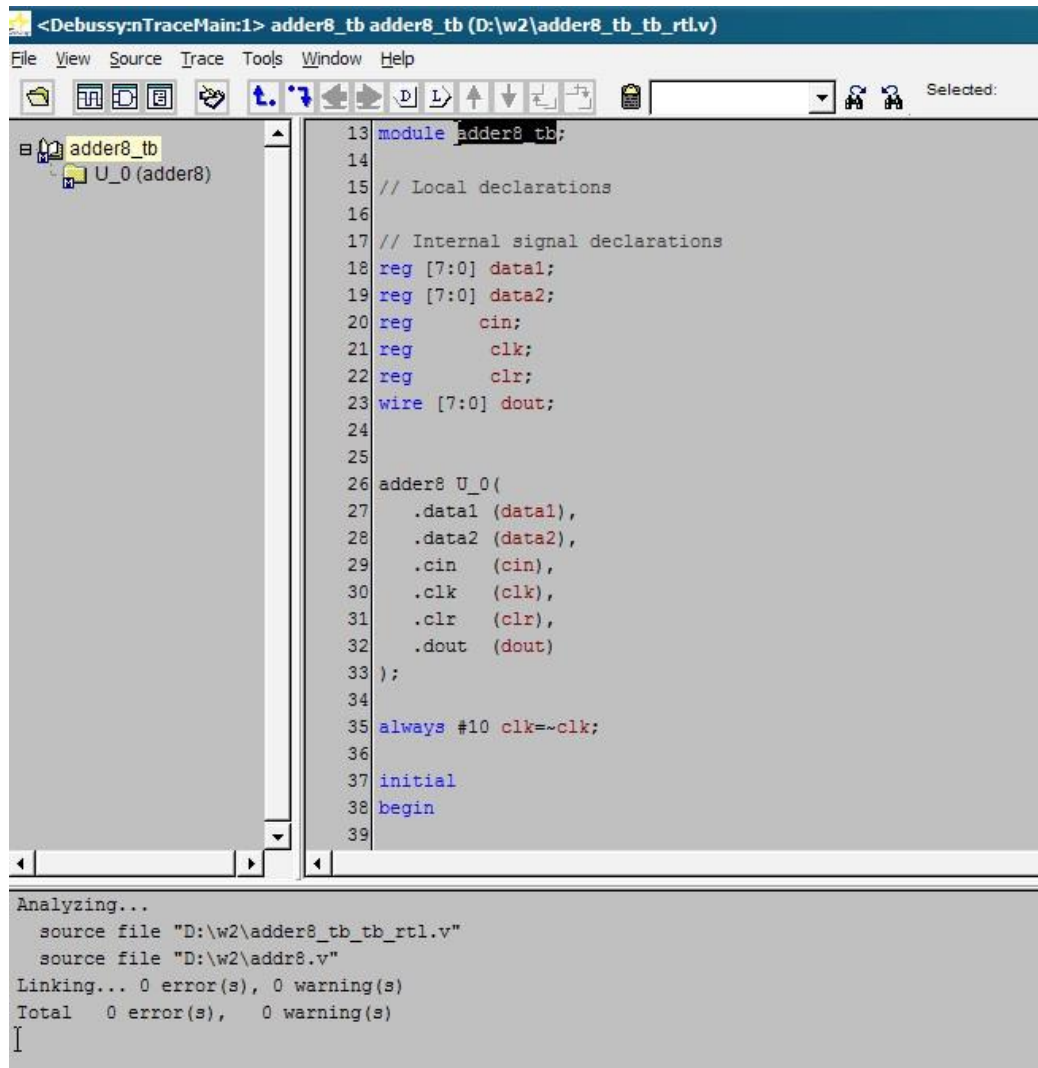 <Debussy:nTraceMain:1> adder8_tb adder8_tb (D:\w2\adder8_tb_tb_rtl.v)
File View Source Trace Tools Window Help
Selected:
adder8_tb
U_0 (adder8)
13 module adder8_tb;
14
15 // Local declarations
16
17 // Internal signal declarations
18 reg [7:0] data1;
19 reg [7:0] data2;
20 reg      cin;
21 reg       clk;
22 reg       clr;
23 wire [7:0] dout;
24
25
26 adder8 U_0(
27    .data1 (data1),
28    .data2 (data2),
29    .cin   (cin),
30    .clk   (clk),
31    .clr   (clr),
32    .dout  (dout)
33 );
34
35 always #10 clk=~clk;
36
37 initial
38 begin
39
Analyzing...
  source file "D:\w2\adder8_tb_tb_rtl.v"
  source file "D:\w2\addr8.v"
Linking... 0 error(s), 0 warning(s)
Total   0 error(s),   0 warning(s)